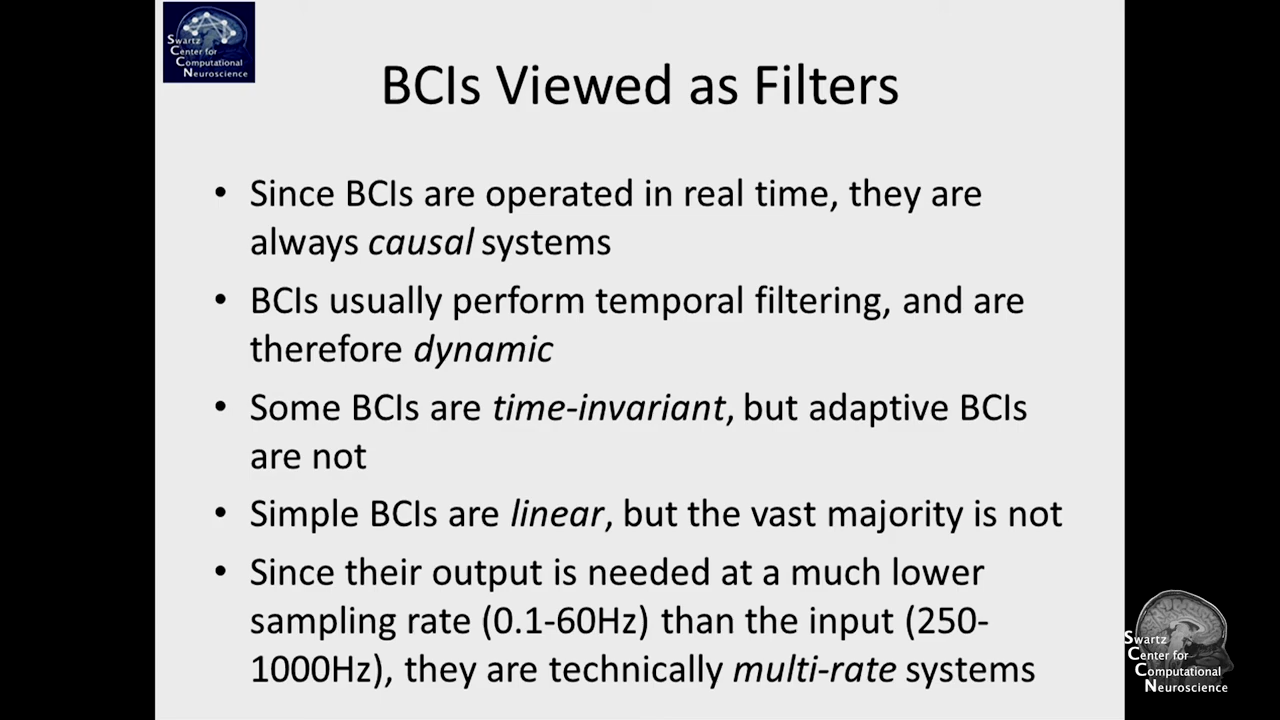 Swartz
Center for
Computational
Neuroscience
BCIs Viewed as Filters
• Since BCIs are operated in real time, they are
always causal systems
• BCIs usually perform temporal filtering, and are
therefore dynamic
• Some BCIs are time-invariant, but adaptive BCIs
are not
• Simple BCIs are linear, but the vast majority is not
• Since their output is needed at a much lower
sampling rate (0.1-60Hz) than the input (250-
1000Hz), they are technically multi-rate systems
Swartz
Center for
Computational
Neuroscience